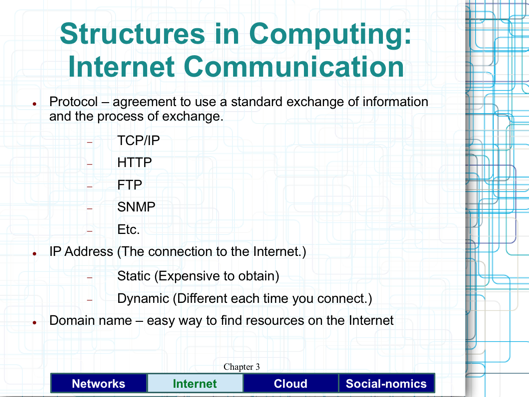 Structures in Computing:
Internet Communication
● Protocol – agreement to use a standard exchange of information
and the process of exchange.
– TCP/IP
– HTTP
– FTP
– SNMP
– Etc.
● IP Address (The connection to the Internet.)
– Static (Expensive to obtain)
– Dynamic (Different each time you connect.)
● Domain name – easy way to find resources on the Internet
Chapter 3
Networks Internet Cloud Social-nomics